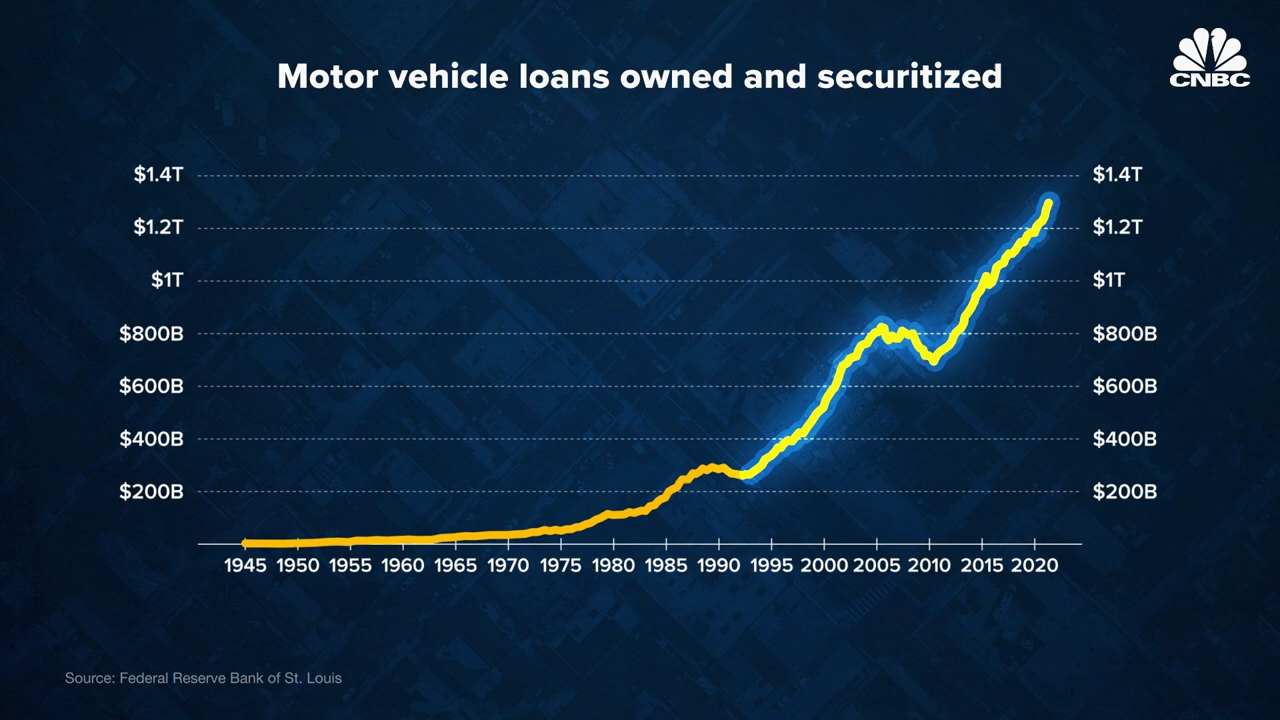 Motor vehicle loans owned and securitized
CNBC
$1.4T $1.4T
$1.2T $1.2T
$1T $1T
$800B $800B
$600B $600B
$400B $400B
$200B $200B
1945 1950 1955 1960 1965 1970 1975 1980 1985 1990 1995 2000 2005 2010 2015 2020
Source: Federal Reserve Bank of St. Louis